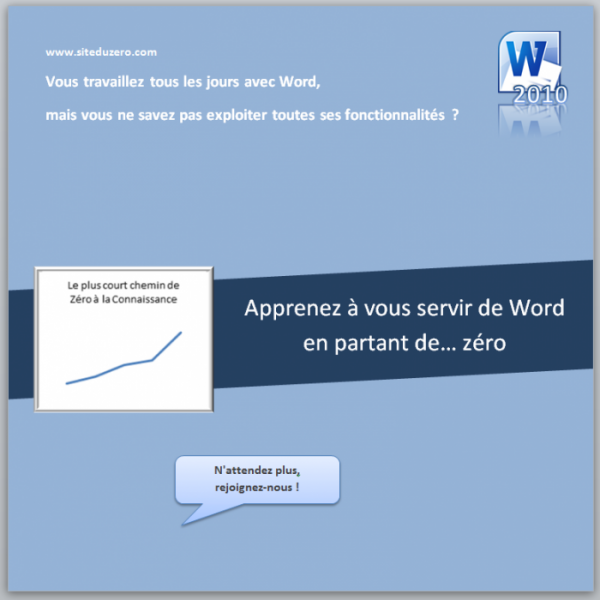 www.siteduzero.com
Vous travaillez tous les jours avec Word,
mais vous ne savez pas exploiter toutes ses fonctionnalités ?
W
2010
Le plus court chemin de
Zéro à la Connaissance
Apprenez à vous servir de Word
en partant de... zéro
N'attendez plus,
rejoignez-nous !